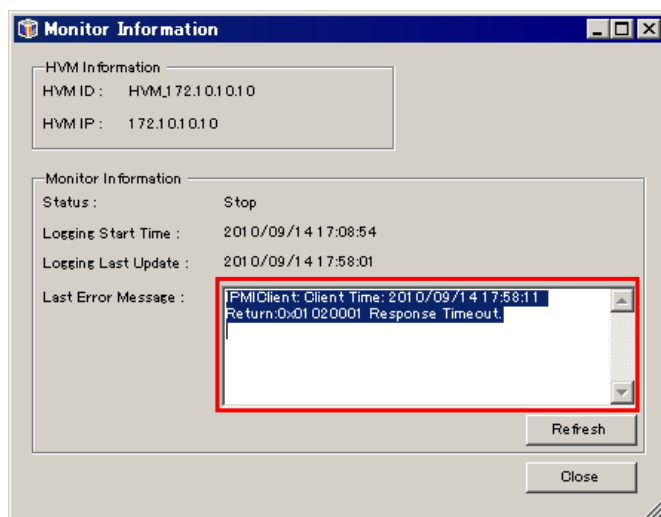 Monitor Information
HVM Information
HVM ID : HVM_172.10.10.10
HVM IP : 172.10.10.10
Monitor Information
Status : Stop
Logging Start Time : 2010/09/14 17:08:54
Logging Last Update : 2010/09/14 17:58:01
Last Error Message : IPMIClient: Client Time: 2010/09/14 17:58:11
Return:0x01020001 Response Timeout.
Refresh
Close